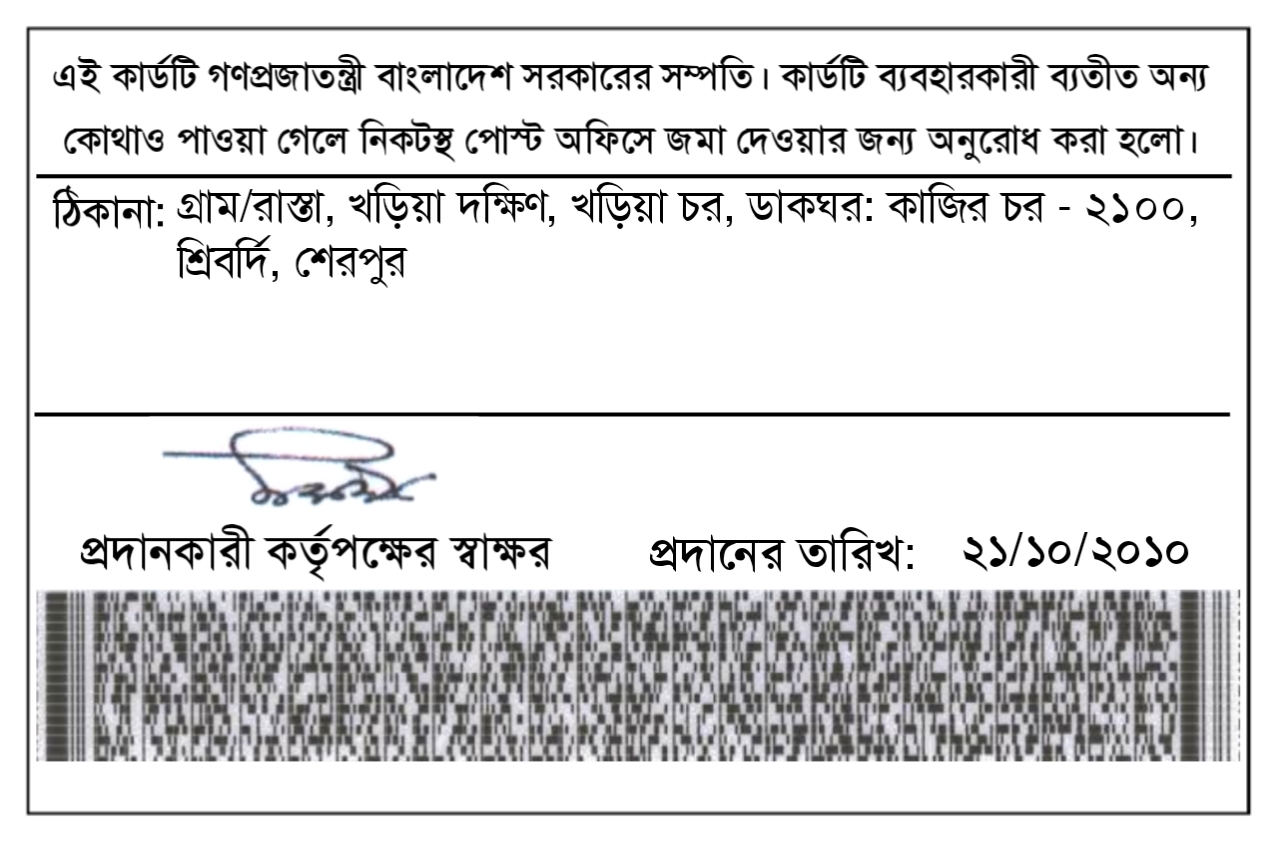 এই কার্ডটি গণপ্রজাতন্ত্রী বাংলাদেশ সরকারের সম্পতি। কার্ডটি ব্যবহারকারী ব্যতীত অন্য
কোথাও পাওয়া গেলে নিকটস্থ পোস্ট অফিসে জমা দেওয়ার জন্য অনুরোধ করা হলো।
ঠিকানা: গ্রাম/রাস্তা, খড়িয়া দক্ষিণ, খড়িয়া চর, ডাকঘর: কাজির চর - ২১০০,
শ্রিবর্দি, শেরপুর
প্রদানকারী কর্তৃপক্ষের স্বাক্ষর প্রদানের তারিখ: ২১/১০/২০১০